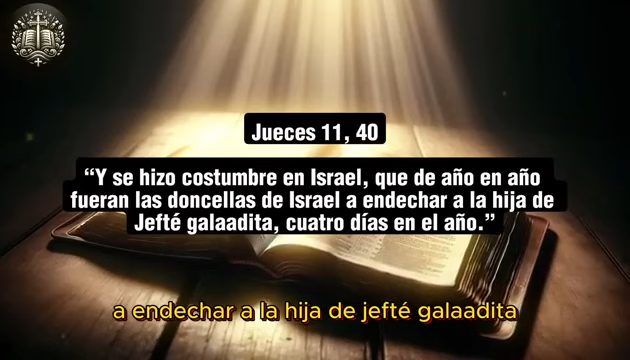 Jueces 11, 40
“Y se hizo costumbre en Israel, que de año en año
fueran las doncellas de Israel a endechar a la hija de
Jefté galaadita, cuatro días en el año.”
a endechar a la hija de jefté galaadita